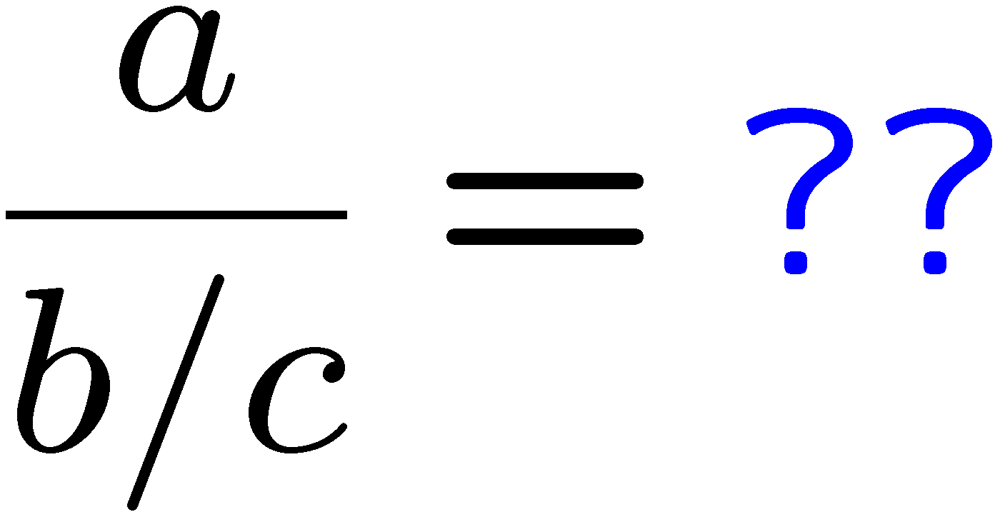 a
b/c = ??